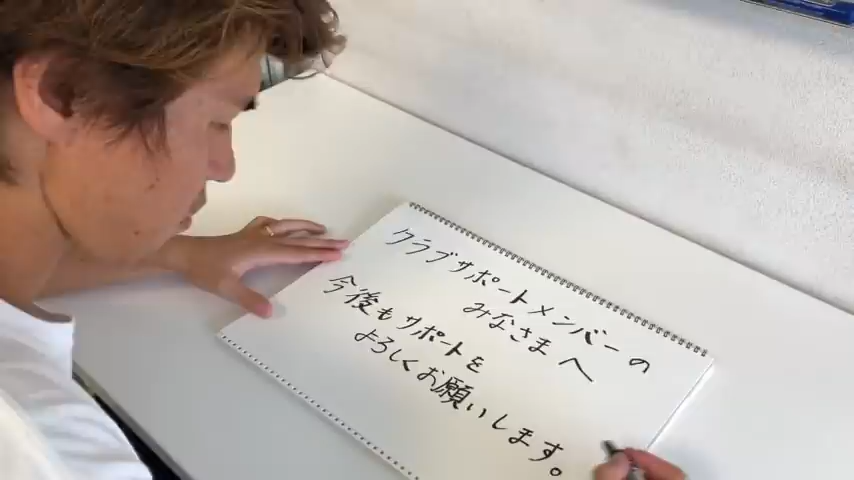 クラブサポートメンバーの
みなさまへ
今後もサポートを
よろしくお願いします。